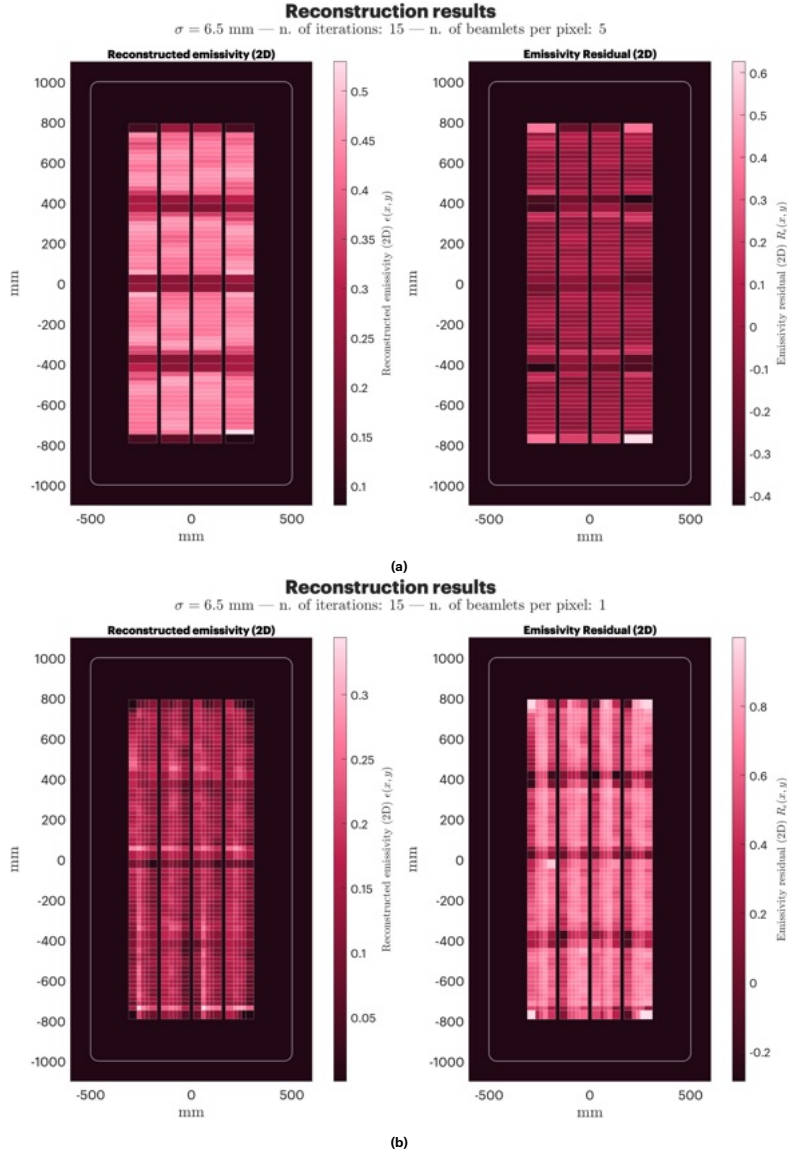 Reconstruction results
σ = 6.5 mm — n. of iterations: 15 — n. of beamlets per pixel: 5
Reconstructed emissivity (2D)
1000
800
600
400
200
0
-200
-400
-600
-800
-1000
mm
-500 0 500
mm
0.5
0.45
0.4
0.35
0.3
0.25
0.2
0.15
0.1
Reconstructed emissivity (2D) ϵ(x, y)
Emissivity Residual (2D)
1000
800
600
400
200
0
-200
-400
-600
-800
-1000
mm
-500 0 500
mm
0.6
0.5
0.4
0.3
0.2
0.1
0
-0.1
-0.2
-0.3
-0.4
Emissivity residual (2D) Rϵ(x, y)
(a)
Reconstruction results
σ = 6.5 mm — n. of iterations: 15 — n. of beamlets per pixel: 1
Reconstructed emissivity (2D)
1000
800
600
400
200
0
-200
-400
-600
-800
-1000
mm
-500 0 500
mm
0.3
0.25
0.2
0.15
0.1
0.05
Reconstructed emissivity (2D) ϵ(x, y)
Emissivity Residual (2D)
1000
800
600
400
200
0
-200
-400
-600
-800
-1000
mm
-500 0 500
mm
0.8
0.6
0.4
0.2
0
-0.2
Emissivity residual (2D) Rϵ(x, y)
(b)